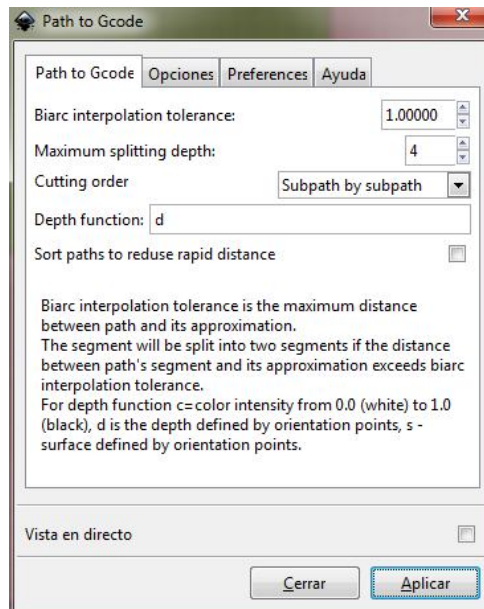 Path to Gcode
Path to Gcode Opciones Preferences Ayuda
Biarc interpolation tolerance: 1.00000
Maximum splitting depth: 4
Cutting order Subpath by subpath
Depth function: d
Sort paths to reduse rapid distance
Biarc interpolation tolerance is the maximum distance
between path and its approximation.
The segment will be split into two segments if the distance
between path's segment and its approximation exceeds biarc
interpolation tolerance.
For depth function c=color intensity from 0.0 (white) to 1.0
(black), d is the depth defined by orientation points, s -
surface defined by orientation points.
Vista en directo
Cerrar Aplicar